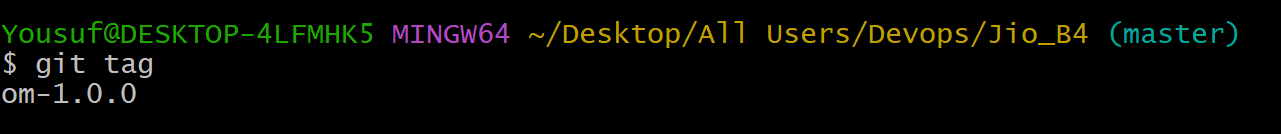 Yousuf@DESKTOP-4LFMHK5 MINGW64 ~/Desktop/All Users/Devops/Jio_B4 (master)
$ git tag
om-1.0.0